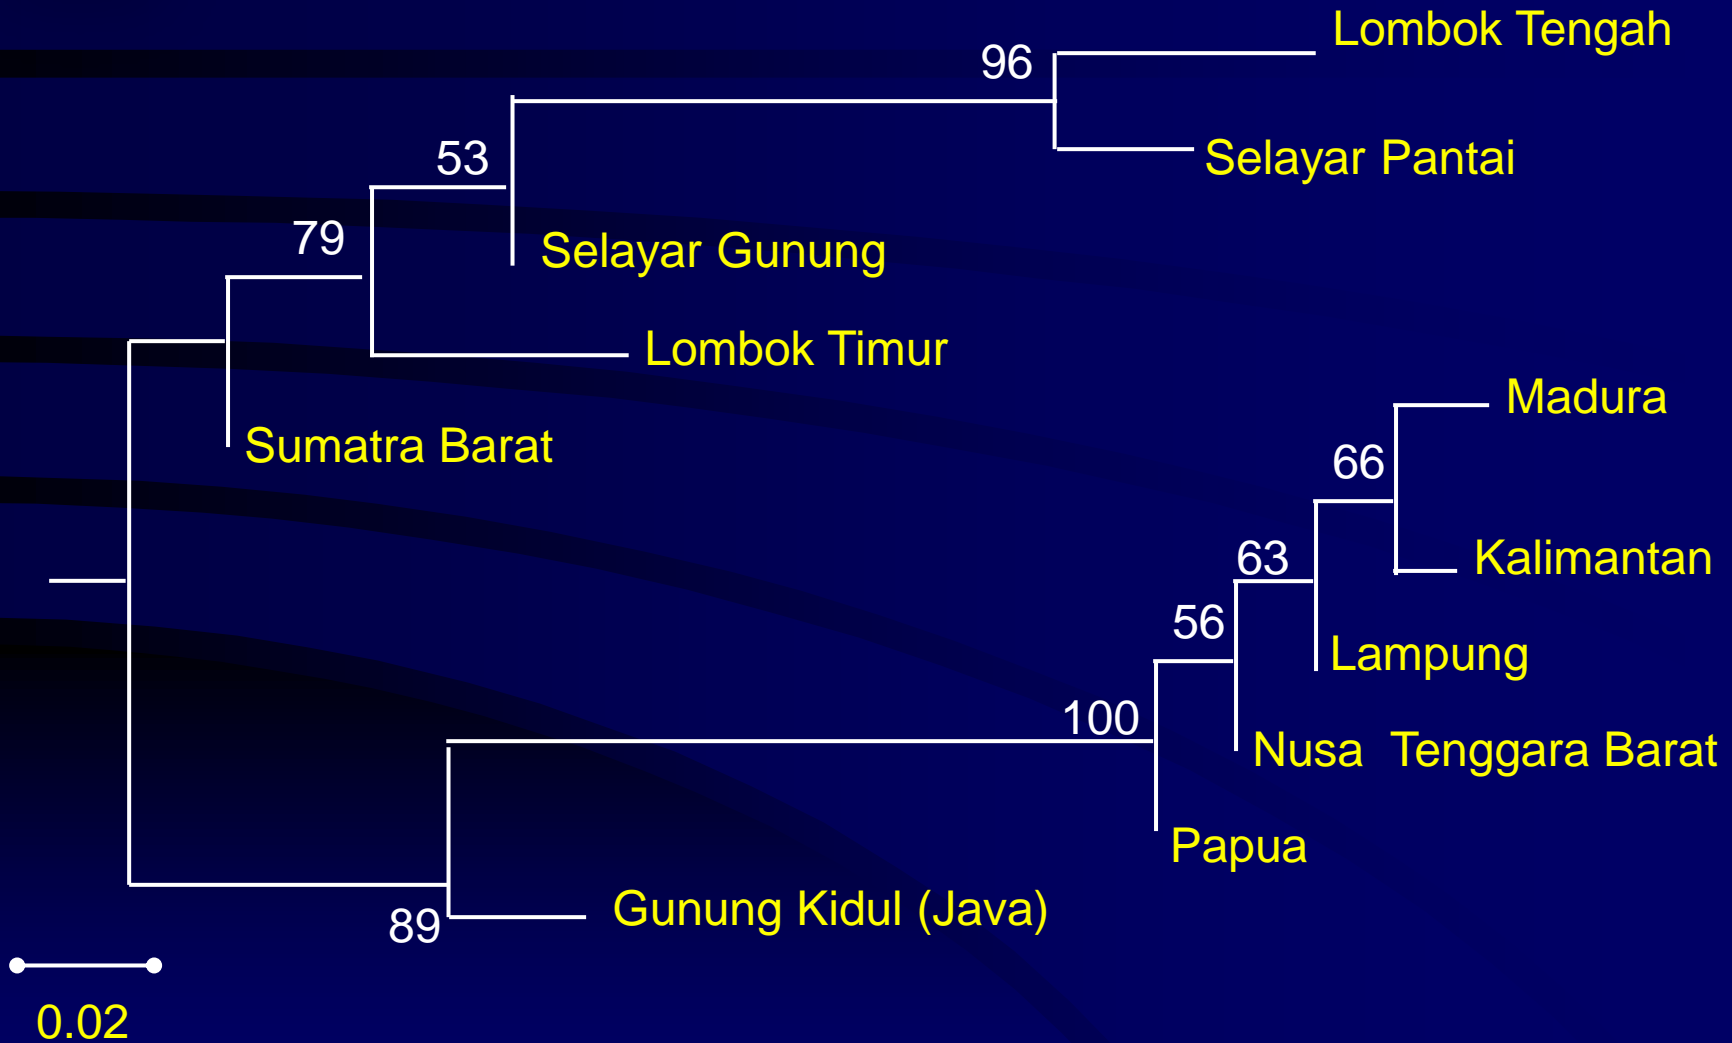 Lombok Tengah
96
Selayar Pantai
53
79
Selayar Gunung
Lombok Timur
Madura
Sumatra Barat
66
63
Kalimantan
56
Lampung
100
Nusa Tenggara Barat
Papua
Gunung Kidul (Java)
89
0.02